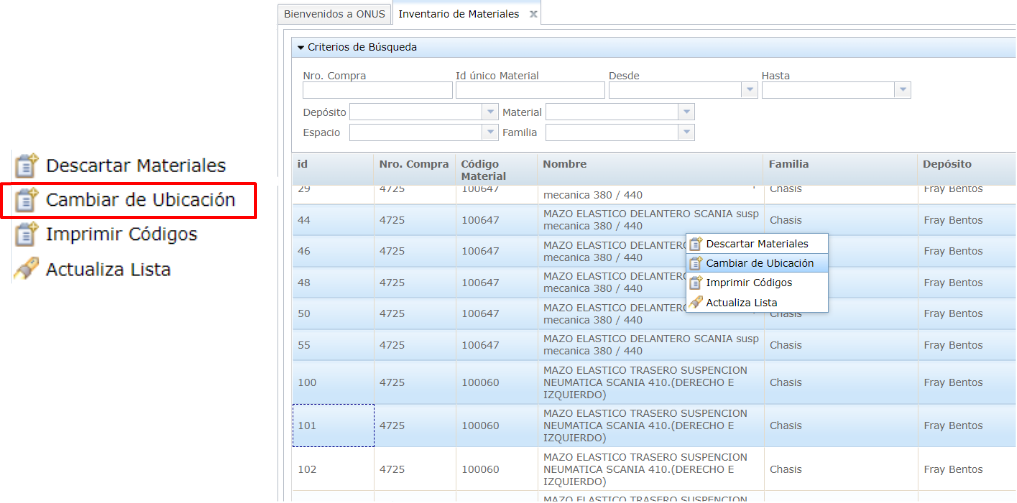 Descartar Materiales
Cambiar de Ubicación
Imprimir Códigos
Actualiza Lista
Bienvenidos a ONUS
Inventario de Materiales
Criterios de Búsqueda
Nro. Compra Id único Material Desde Hasta
Depósito Material
Espacio Familia
id Nro. Compra Código Material Nombre Familia Depósito
29 4725 100647 mecanica 380 / 440 Chasis Fray Bentos
44 4725 100647 MAZO ELASTICO DELANTERO SCANIA susp Chasis Fray Bentos
mecanica 380 / 440
46 4725 100647 MAZO ELASTICO DELANTERO Fray Bentos
mecanica 380 / 440
48 4725 100647 MAZO ELASTICO DELANTERO Fray Bentos
mecanica 380 / 440
50 4725 100647 MAZO ELASTICO DELANTERO Chasis Fray Bentos
mecanica 380 / 440
55 4725 100647 MAZO ELASTICO DELANTERO SCANIA susp Chasis Fray Bentos
mecanica 380 / 440
Descartar Materiales
Cambiar de Ubicación
Imprimir Códigos
Actualiza Lista
100 4725 100060 MAZO ELASTICO TRASERO SUSPENCION Chasis Fray Bentos
NEUMATICA SCANIA 410.(DERECHO E
IZQUIERDO)
101 4725 100060 MAZO ELASTICO TRASERO SUSPENCION Chasis Fray Bentos
NEUMATICA SCANIA 410.(DERECHO E
IZQUIERDO)
102 4725 100060 MAZO ELASTICO TRASERO SUSPENCION Chasis Fray Bentos
NEUMATICA SCANIA 410.(DERECHO E
IZQUIERDO)
MAZO ELASTICO TRASERO SUSPENCION